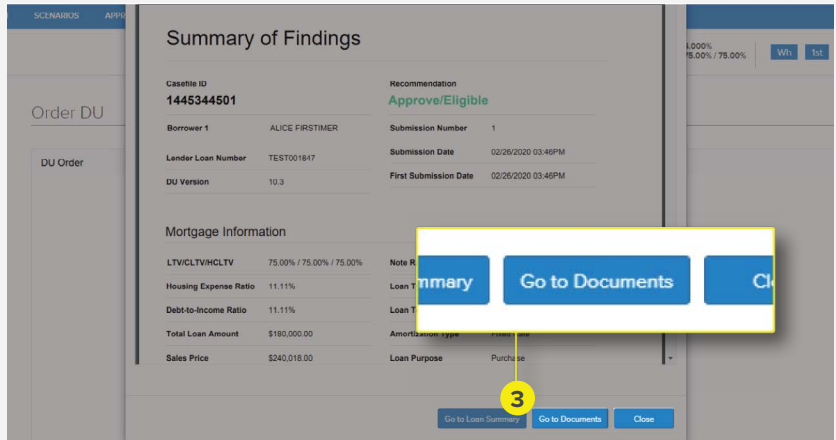 SCENARIOS APPR
Summary of Findings
.000%
75.00% / 75.00%
Wh 1st
Order DU
DU Order
Casefile ID
1445344501
Recommendation
Approve/Eligible
Borrower 1 ALICE FIRSTIMER
Submission Number 1
Lender Loan Number TEST001847
Submission Date 02/26/2020 03:46PM
DU Version 10.3
First Submission Date 02/26/2020 03:46PM
Mortgage Information
LTV/CLTV/HCLTV 75.00% / 75.00% / 75.00% Note R
Housing Expense Ratio 11.11% Loan T
Debt-to-Income Ratio 11.11% Loan T
Total Loan Amount $180,000.00 Amortization Type Fixed Rate
Sales Price $240,018.00 Loan Purpose Purchase
mmary Go to Documents Cl
3
Go to Loan Summary Go to Documents Close